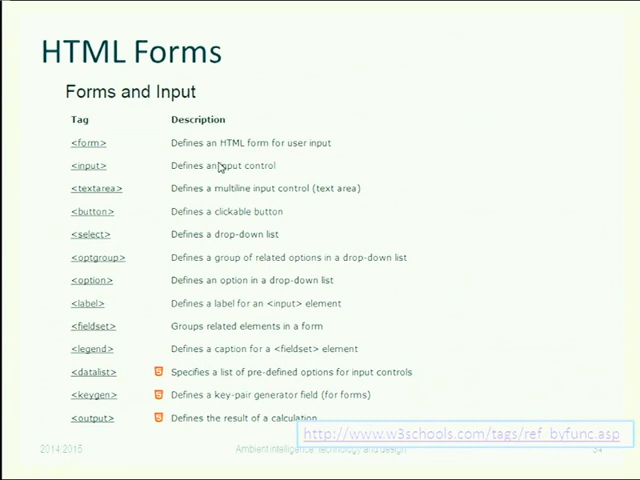 HTML Forms
Forms and Input
Tag Description
<form> Defines an HTML form for user input
<input> Defines an input control
<textarea> Defines a multiline input control (text area)
<button> Defines a clickable button
<select> Defines a drop-down list
<optgroup> Defines a group of related options in a drop-down list
<option> Defines an option in a drop-down list
<label> Defines a label for an <input> element
<fieldset> Groups related elements in a form
<legend> Defines a caption for a <fieldset> element
<datalist> 5 Specifies a list of pre-defined options for input controls
<keygen> 5 Defines a key-pair generator field (for forms)
<output> 5 Defines the result of a calculation
http://www.w3schools.com/tags/ref_byfunc.asp
2014/2015 Ambient intelligence: technology and design 34